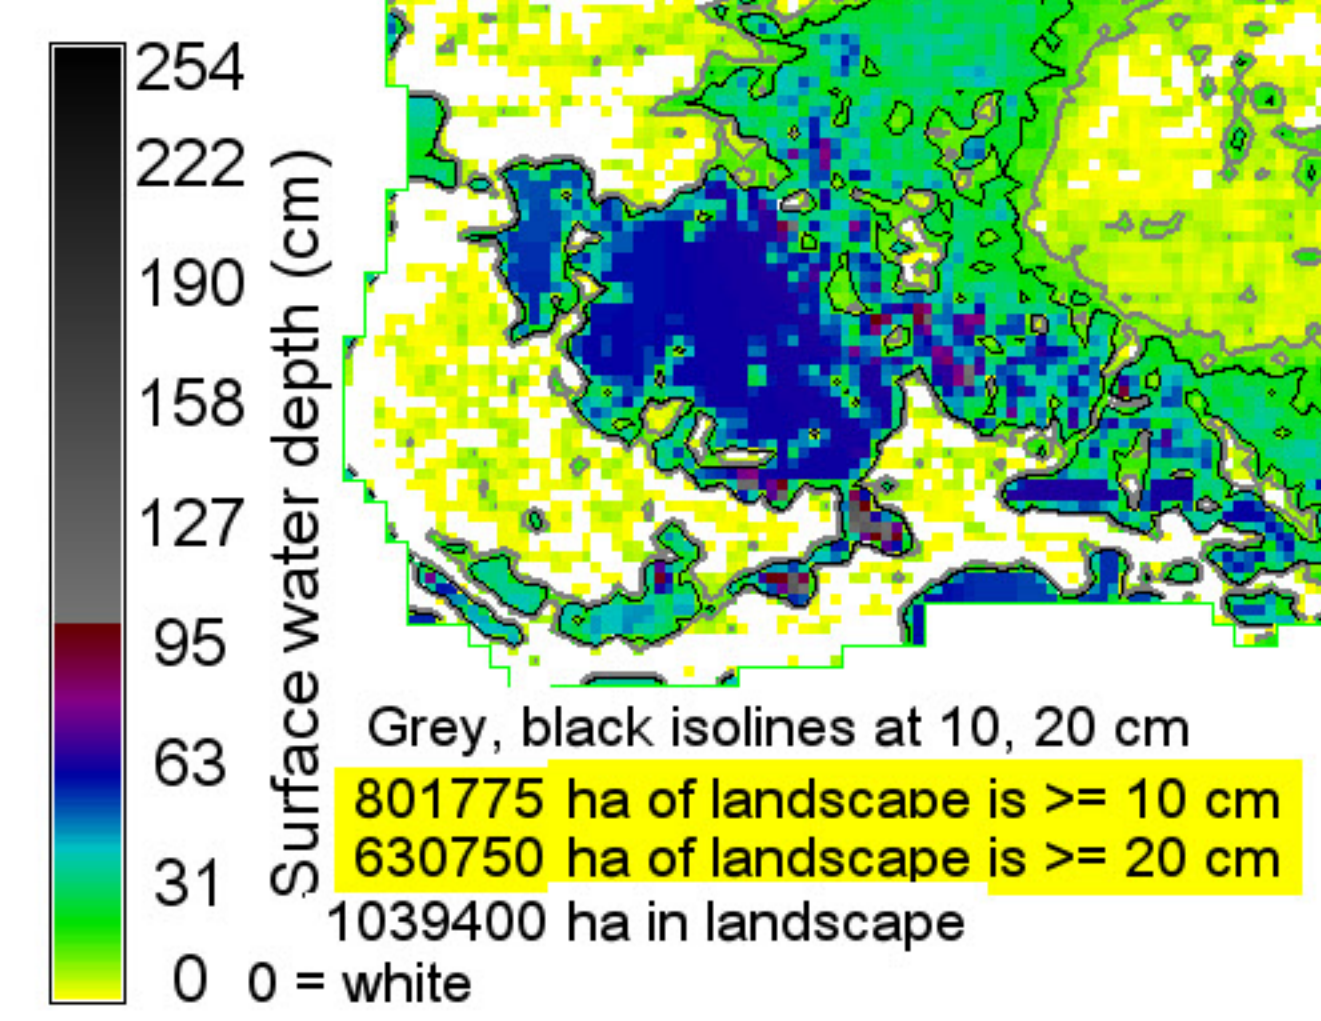 254
222
190
158
127
95
63
31
0
Surface water depth (cm)
0 = white
Grey, black isolines at 10, 20 cm
801775 ha of landscape is >= 10 cm
630750 ha of landscape is >= 20 cm
1039400 ha in landscape